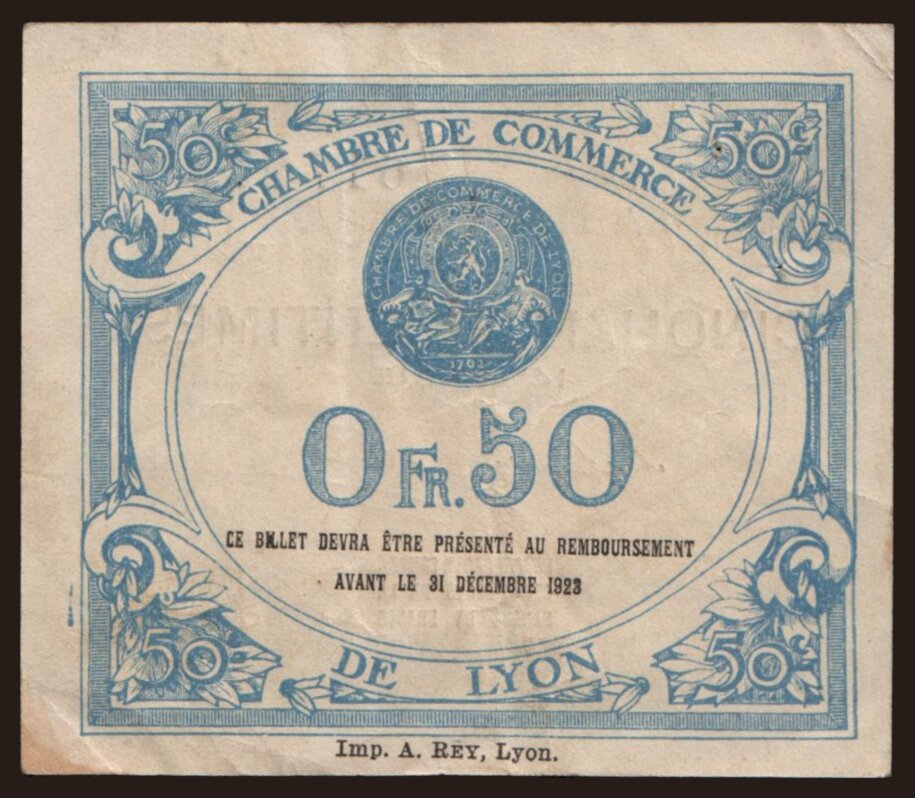 50c
50c
CHAMBRE DE COMMERCE
CHAMBRE DE COMMERCE DE LYON
1702
0 FR. 50
CE BILLET DEVRA ÊTRE PRÉSENTÉ AU REMBOURSEMENT
AVANT LE 31 DÉCEMBRE 1923
50c
50c
DE LYON
Imp. A. REY, Lyon.